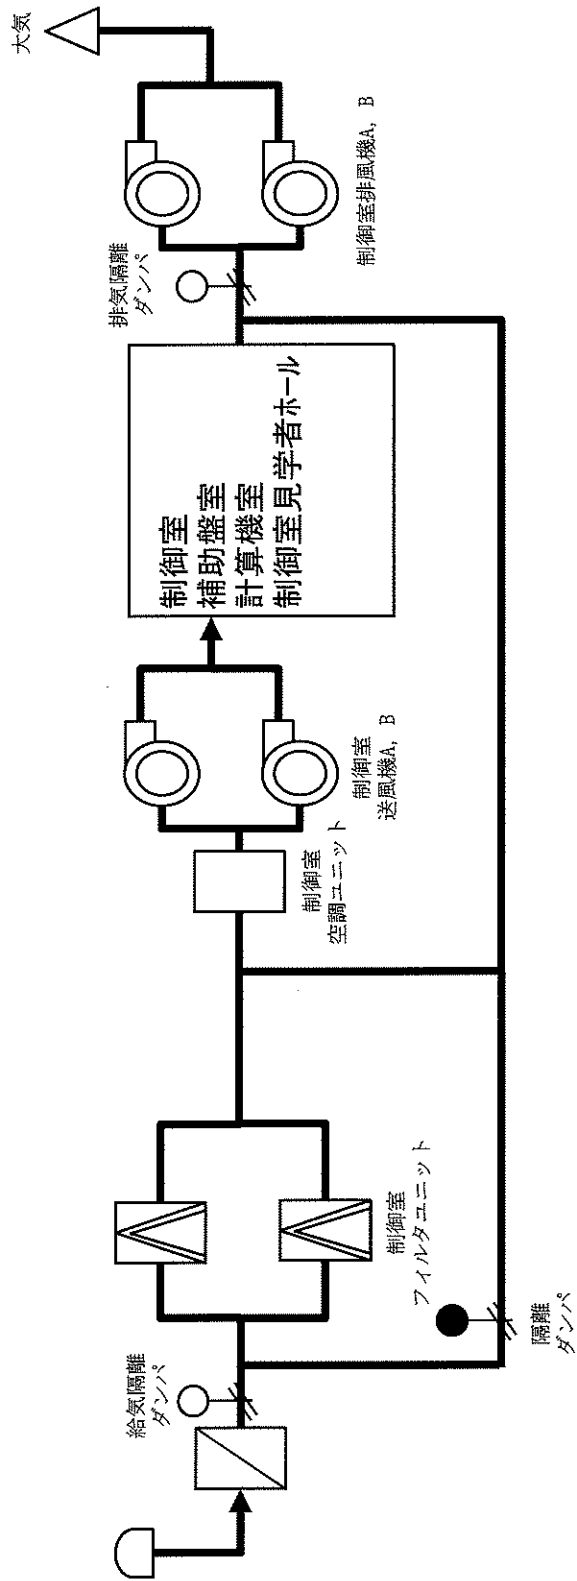 給気隔離
ダンパ
隔離
ダンパ
制御室
フィルタユニット
制御室
空調ユニット
制御室
送風機A, B
制御室
補助盤室
計算機室
制御室見学者ホール
排気隔離
ダンパ
制御室排風機A, B
大気